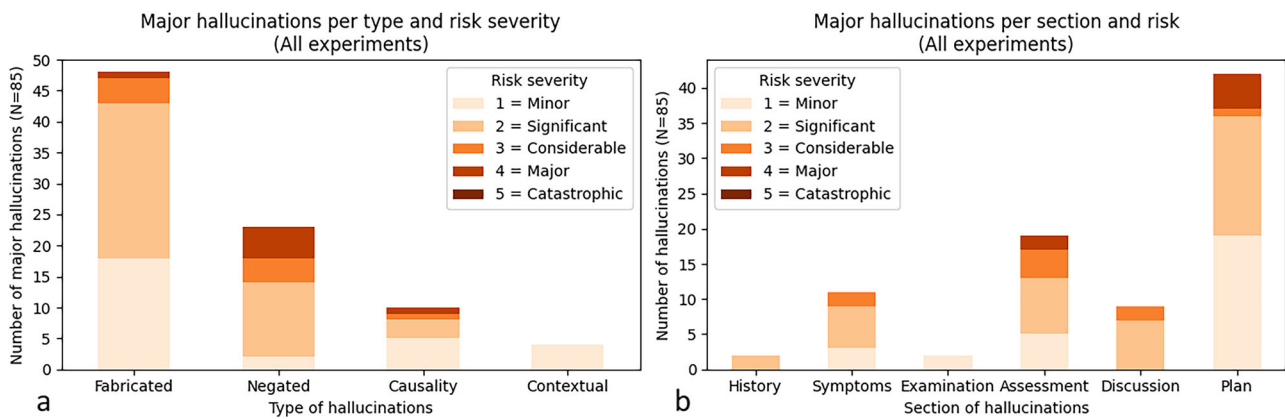 Major hallucinations per type and risk severity
(All experiments)
Number of major hallucinations (N=85)
50
45
40
35
30
25
20
15
10
5
0
Risk severity
1 = Minor
2 = Significant
3 = Considerable
4 = Major
5 = Catastrophic
Fabricated Negated Causality Contextual
Type of hallucinations
a
Major hallucinations per section and risk
(All experiments)
Number of hallucinations (N=85)
40
35
30
25
20
15
10
5
0
Risk severity
1 = Minor
2 = Significant
3 = Considerable
4 = Major
5 = Catastrophic
History Symptoms Examination Assessment Discussion Plan
Section of hallucinations
b